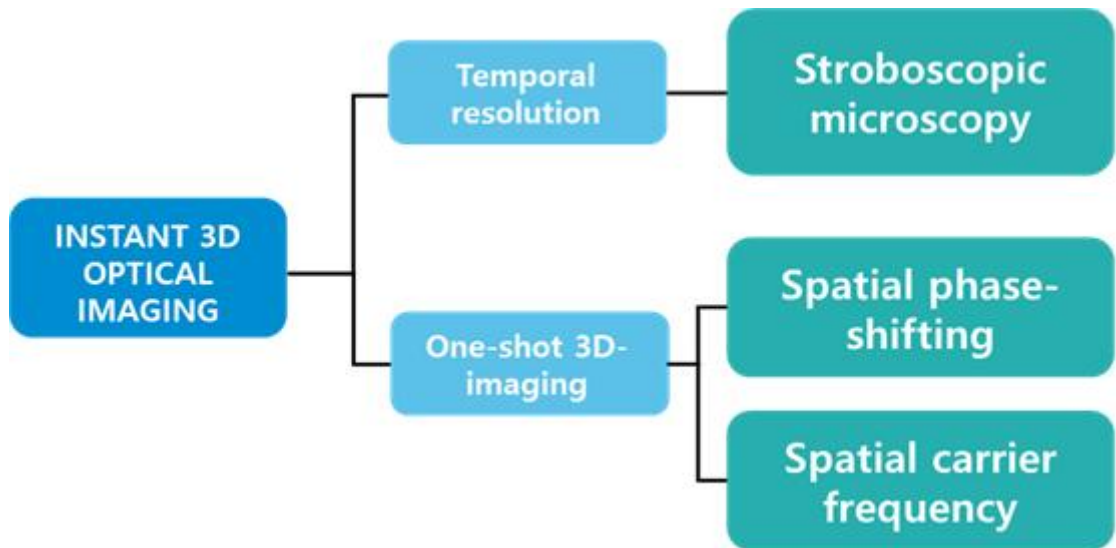 INSTANT 3D
OPTICAL
IMAGING
Temporal
resolution
Stroboscopic
microscopy
One-shot 3D-
imaging
Spatial phase-
shifting
Spatial carrier
frequency